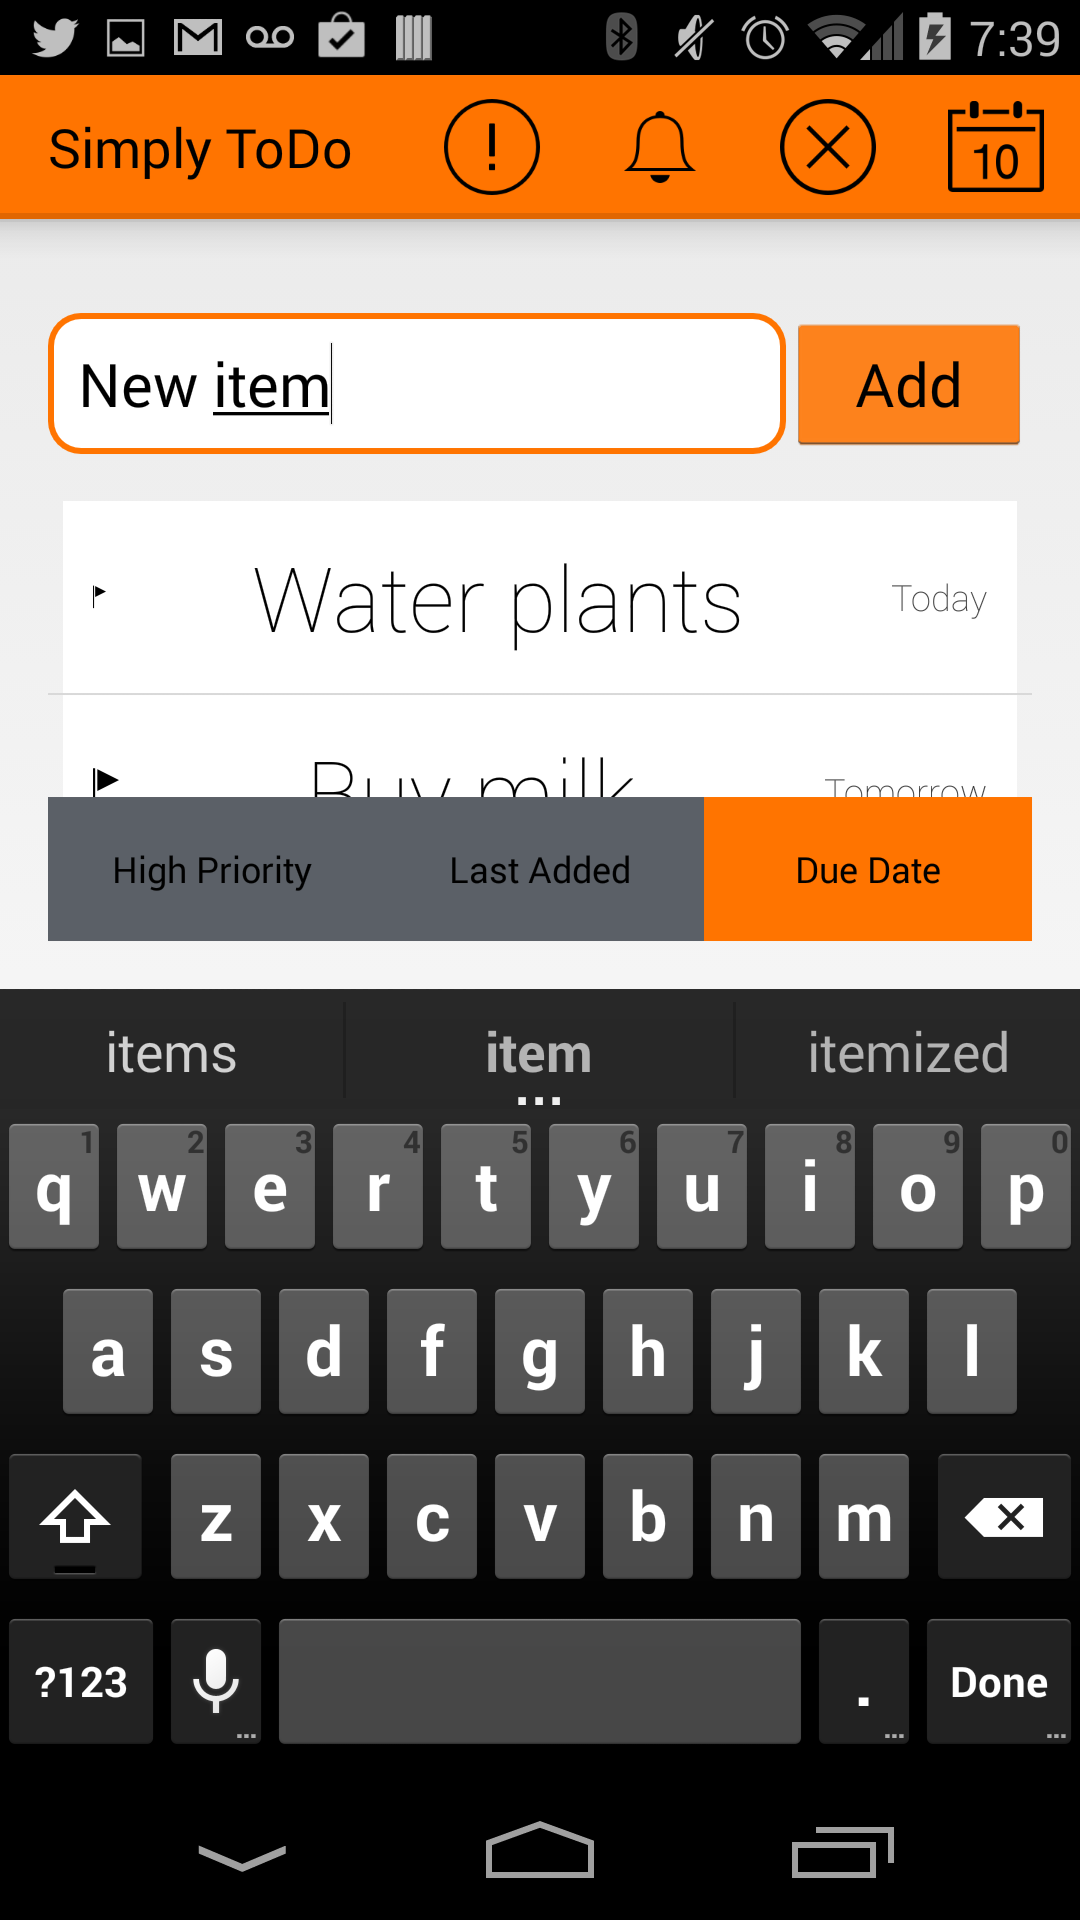 7:39
Simply ToDo
10
New item
Add
Water plants
Today
Buy milk
Tomorrow
High Priority
Last Added
Due Date
items
item
itemized
1 2 3 4 5 6 7 8 9 0
q w e r t y u i o p
a s d f g h j k l
z x c v b n m
?123
.
Done